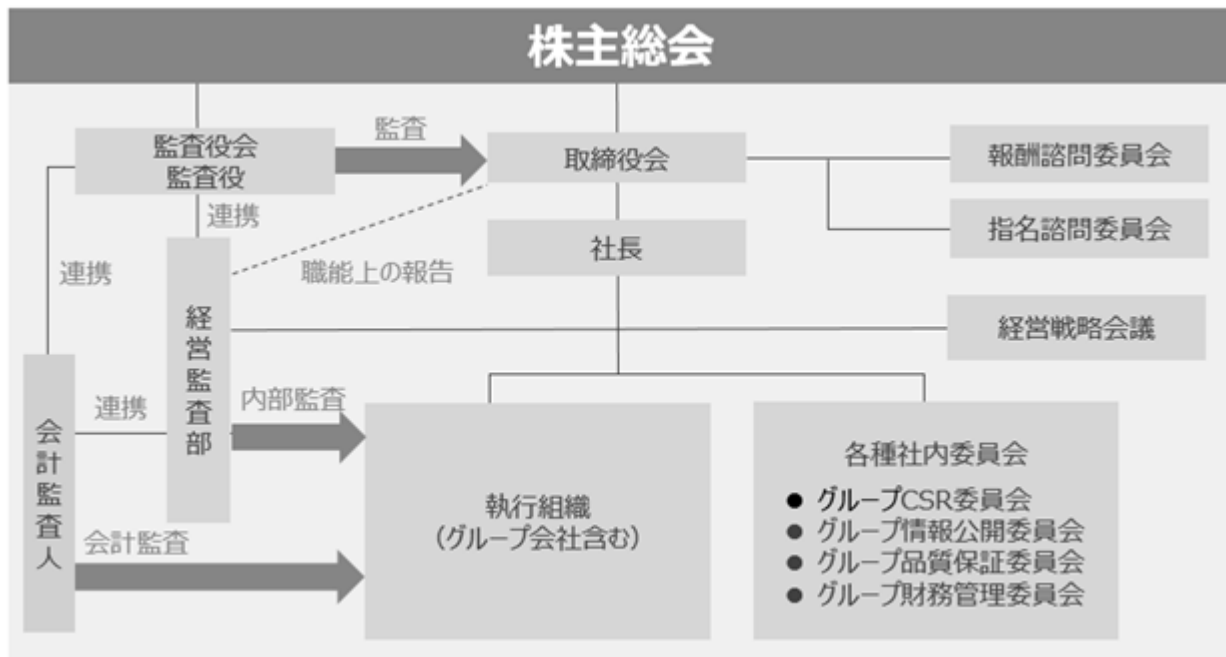 株主総会
監査役会
監査役
監査
取締役会
報酬諮問委員会
指名諮問委員会
連携
社長
連携
職能上の報告
経営監査部
経営戦略会議
連携
内部監査
会計監査人
会計監査
執行組織
(グループ会社含む)
各種社内委員会
● グループCSR委員会
● グループ情報公開委員会
● グループ品質保証委員会
● グループ財務管理委員会